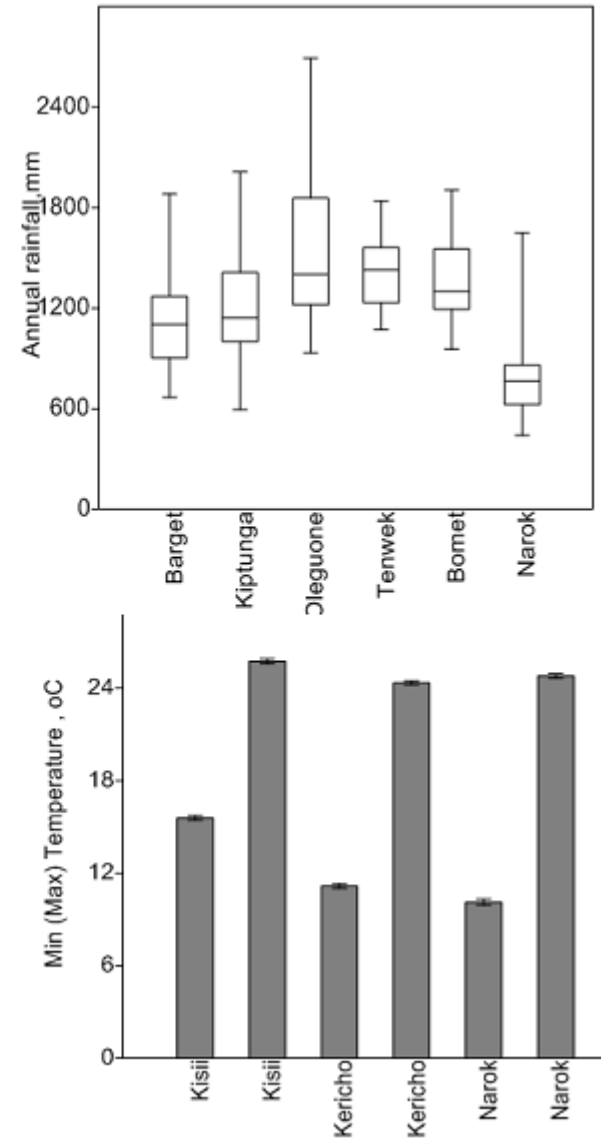 Annual rainfall,mm
2400
1800
1200
600
0
Barget
Kiptunga
Oleguone
Tenwek
Bomet
Narok
Min (Max) Temperature , oC
24
18
12
6
0
Kisii
Kisii
Kericho
Kericho
Narok
Narok